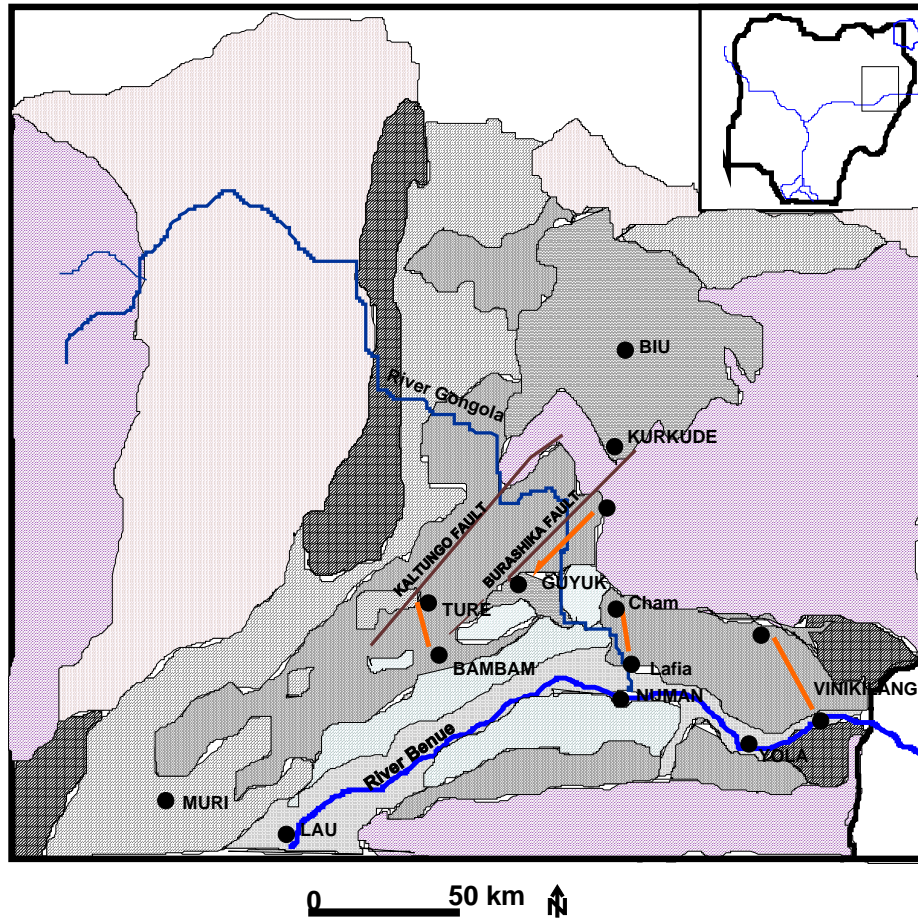 BIU
River Gongola
KURKUDE
KALTUNGO FAULT
BURASHIKA FAULT
GUYUK
TURE
Cham
BAMBAM
Lafia
VINIKILANG
NUMAN
River Benue
YOLA
MURI
LAU
0 50 km N